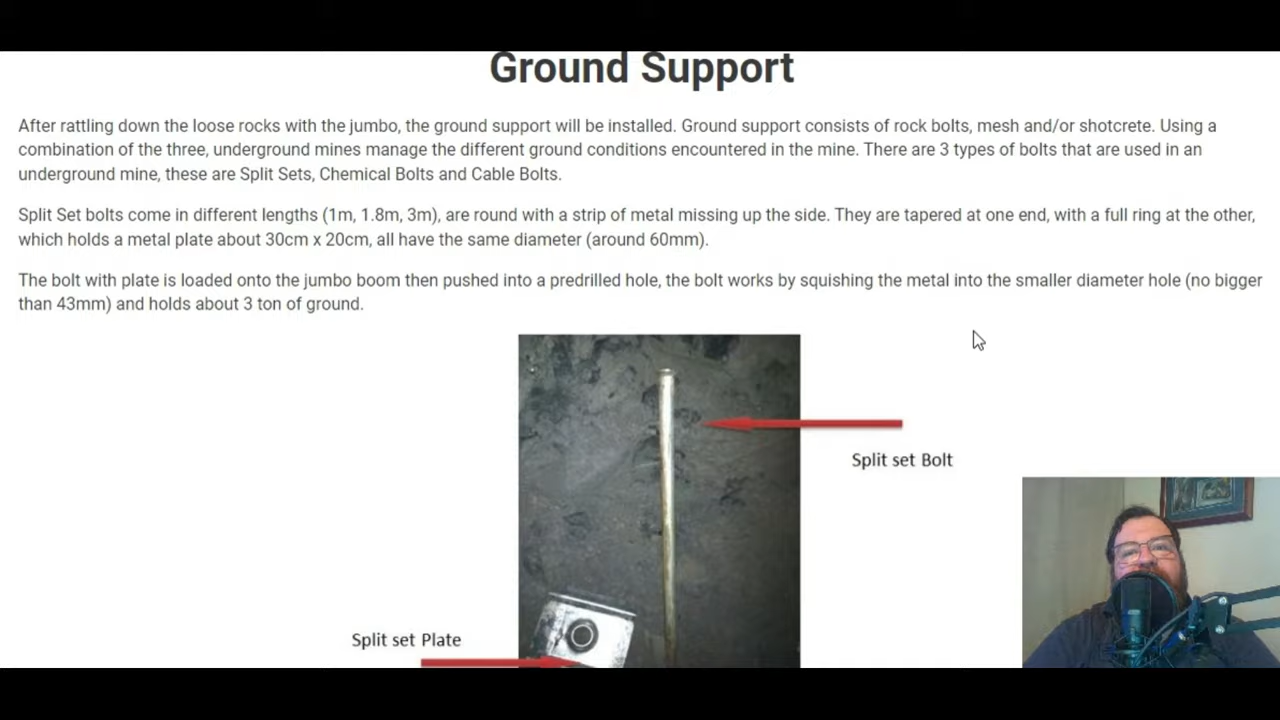 Ground Support
After rattling down the loose rocks with the jumbo, the ground support will be installed. Ground support consists of rock bolts, mesh and/or shotcrete. Using a
combination of the three, underground mines manage the different ground conditions encountered in the mine. There are 3 types of bolts that are used in an
underground mine, these are Split Sets, Chemical Bolts and Cable Bolts.
Split Set bolts come in different lengths (1m, 1.8m, 3m), are round with a strip of metal missing up the side. They are tapered at one end, with a full ring at the other,
which holds a metal plate about 30cm x 20cm, all have the same diameter (around 60mm).
The bolt with plate is loaded onto the jumbo boom then pushed into a predrilled hole, the bolt works by squishing the metal into the smaller diameter hole (no bigger
than 43mm) and holds about 3 ton of ground.
Split set Bolt
Split set Plate